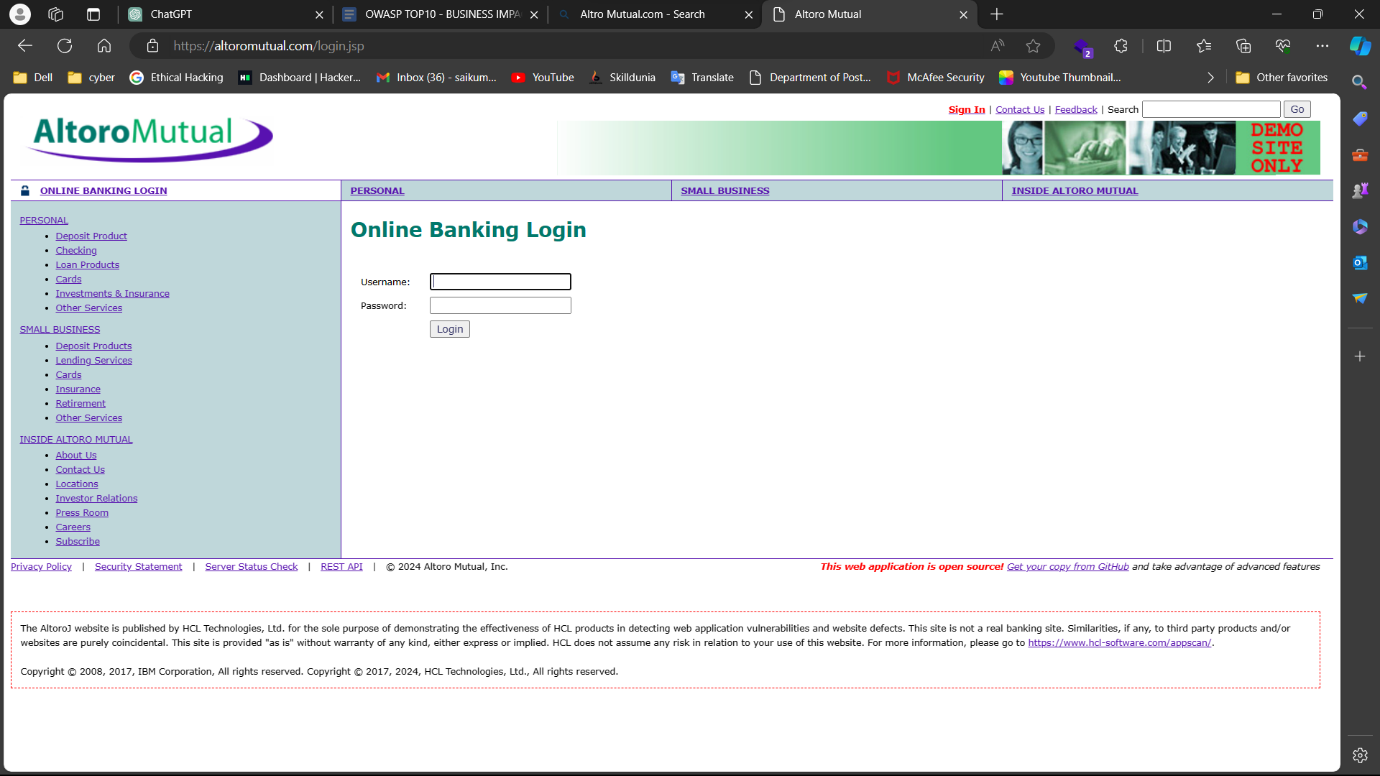 ChatGPT
OWASP TOP10 - BUSINESS IMPA
Altro Mutual.com - Search
Altoro Mutual
https://altoromutual.com/login.jsp
2
Dell
cyber
Ethical Hacking
Dashboard | Hacker...
Inbox (36) - saikum...
YouTube
Skilldunia
Translate
Department of Post...
McAfee Security
Youtube Thumbnail...
Other favorites
Sign In | Contact Us | Feedback | Search Go
AltoroMutual
DEMO
SITE
ONLY
ONLINE BANKING LOGIN
PERSONAL
SMALL BUSINESS
INSIDE ALTORO MUTUAL
PERSONAL
Deposit Product
Checking
Loan Products
Cards
Investments & Insurance
Other Services
SMALL BUSINESS
Deposit Products
Lending Services
Cards
Insurance
Retirement
Other Services
INSIDE ALTORO MUTUAL
About Us
Contact Us
Locations
Investor Relations
Press Room
Careers
Subscribe
Online Banking Login
Username:
Password:
Login
Privacy Policy | Security Statement | Server Status Check | REST API | © 2024 Altoro Mutual, Inc.
This web application is open source! Get your copy from GitHub and take advantage of advanced features
The AltoroJ website is published by HCL Technologies, Ltd. for the sole purpose of demonstrating the effectiveness of HCL products in detecting web application vulnerabilities and website defects. This site is not a real banking site. Similarities, if any, to third party products and/or
websites are purely coincidental. This site is provided "as is" without warranty of any kind, either express or implied. HCL does not assume any risk in relation to your use of this website. For more information, please go to https://www.hcl-software.com/appscan/.
Copyright © 2008, 2017, IBM Corporation, All rights reserved. Copyright © 2017, 2024, HCL Technologies, Ltd., All rights reserved.